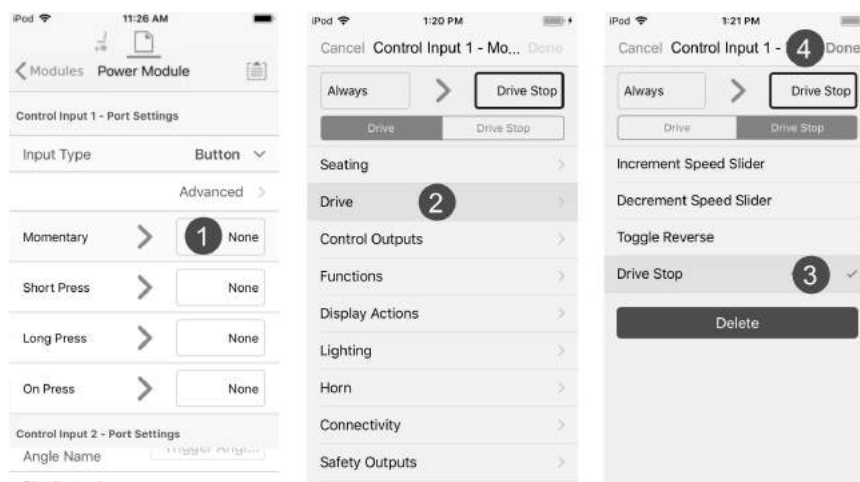 iPod
11:26 AM
Modules
Power Module
Control Input 1 - Port Settings
Input Type
Button
Advanced
Momentary
1
None
Short Press
None
Long Press
None
On Press
None
Control Input 2 - Port Settings
Angle Name
iPod
1:20 PM
Cancel
Control Input 1 - Mo...
Done
Always
Drive Stop
Drive
Drive Stop
Seating
Drive
2
Control Outputs
Functions
Display Actions
Lighting
Horn
Connectivity
Safety Outputs
iPod
1:21 PM
Cancel
Control Input 1 -
4
Done
Always
Drive Stop
Drive
Drive Stop
Increment Speed Slider
Decrement Speed Slider
Toggle Reverse
Drive Stop
3
Delete